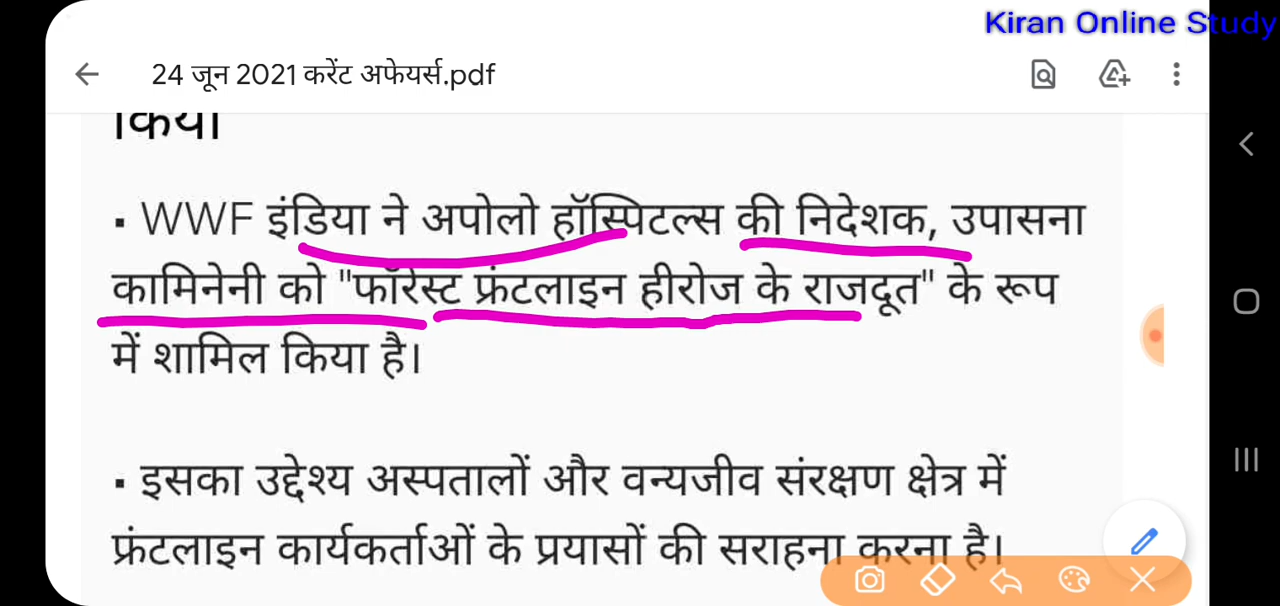 Kiran Online Study
24 जून 2021 करेंट अफेयर्स.pdf
किया
▪ WWF इंडिया ने अपोलो हॉस्पिटल्स की निदेशक, उपासना
कामिनेनी को "फॉरेस्ट फ्रंटलाइन हीरोज के राजदूत" के रूप
में शामिल किया है।
▪ इसका उद्देश्य अस्पतालों और वन्यजीव संरक्षण क्षेत्र में
फ्रंटलाइन कार्यकर्ताओं के प्रयासों की सराहना करना है।